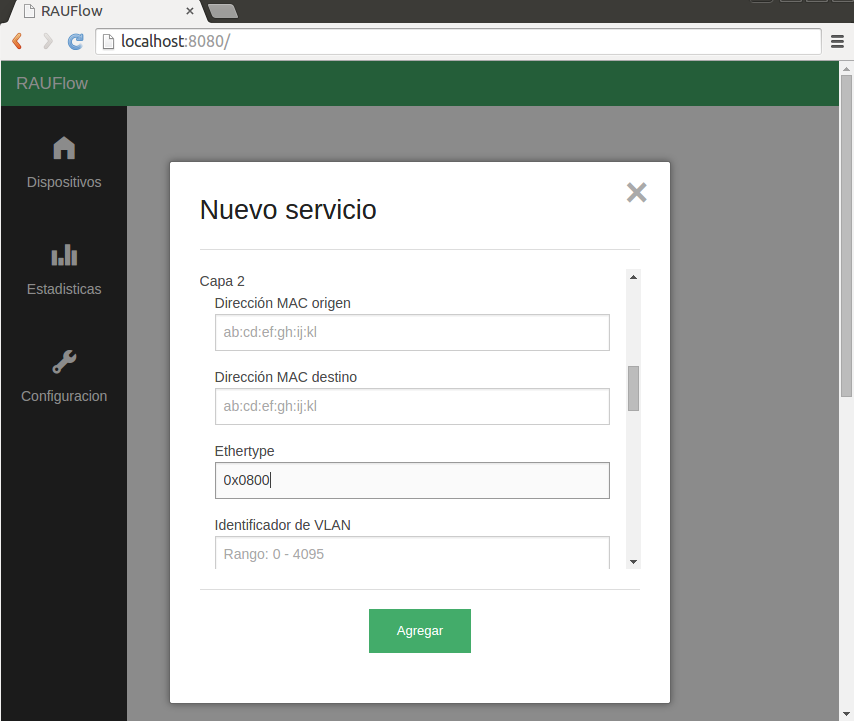 RAUFlow
localhost:8080/
RAUFlow
Dispositivos
Estadisticas
Configuracion
Nuevo servicio
Capa 2
Dirección MAC origen
ab:cd:ef:gh:ij:kl
Dirección MAC destino
ab:cd:ef:gh:ij:kl
Ethertype
0x0800
Identificador de VLAN
Rango: 0 - 4095
Agregar